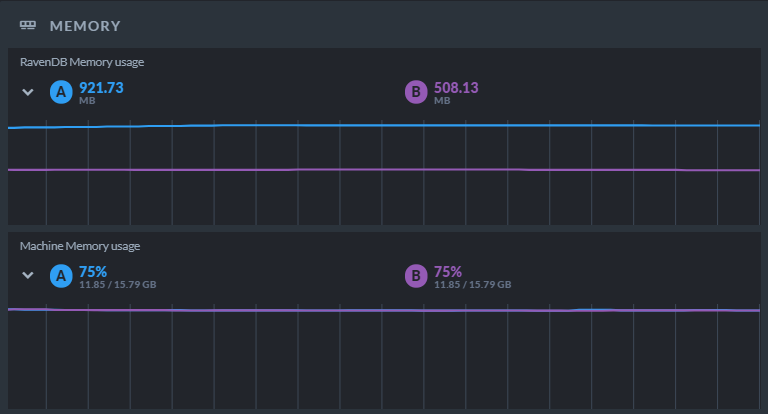 MEMORY
RavenDB Memory usage
A 921.73 B 508.13
MB MB
Machine Memory usage
A 75% B 75%
11.85 / 15.79 GB 11.85 / 15.79 GB